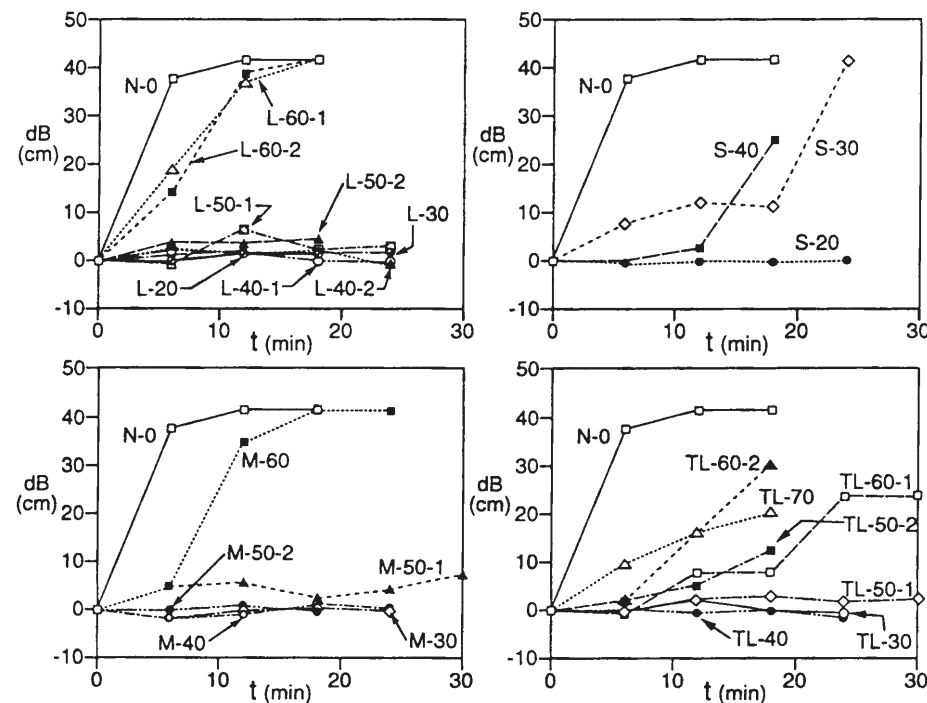 50
40
30
20
10
0
-10
dB
(cm)
N-0
L-60-1
L-60-2
L-50-2
L-50-1
L-30
L-20
L-40-1
L-40-2
0
10
20
30
t (min)
50
40
30
20
10
0
-10
dB
(cm)
N-0
S-40
S-30
S-20
0
10
20
30
t (min)
50
40
30
20
10
0
-10
dB
(cm)
N-0
M-60
M-50-2
M-50-1
M-40
M-30
0
10
20
30
t (min)
50
40
30
20
10
0
-10
dB
(cm)
N-0
TL-60-2
TL-60-1
TL-70
TL-50-2
TL-50-1
TL-40
TL-30
0
10
20
30
t (min)